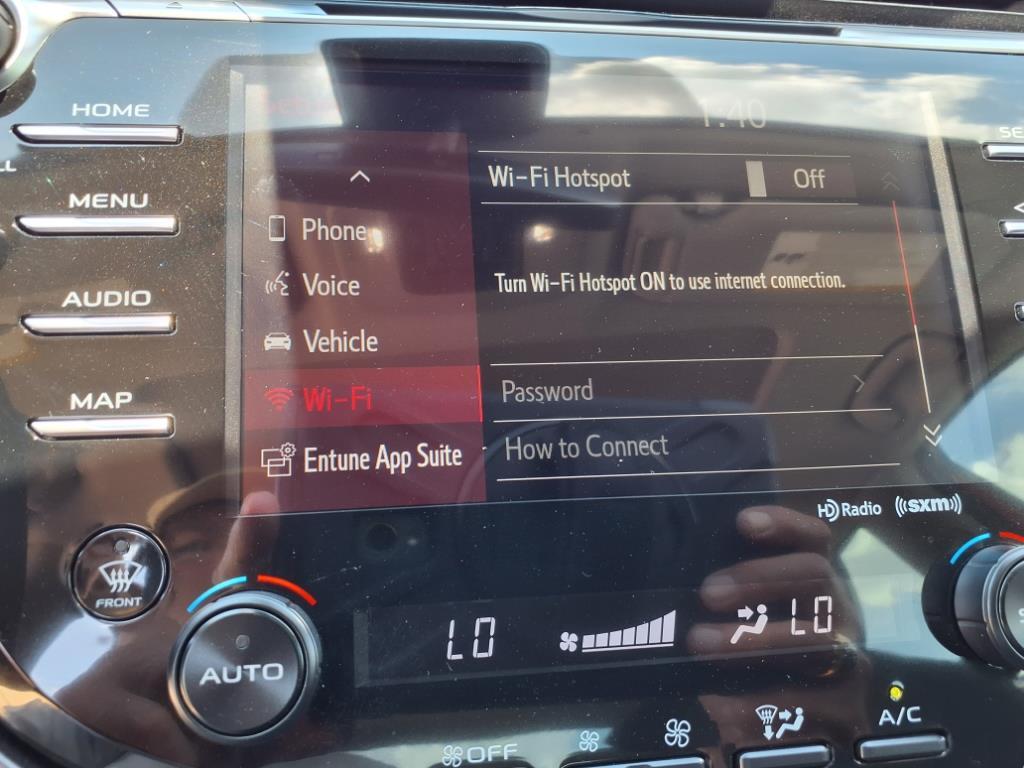 HOME
MENU
AUDIO
MAP
Setup
1:40
Phone
Voice
Vehicle
Wi-Fi
Entune App Suite
Wi-Fi Hotspot Off
Turn Wi-Fi Hotspot ON to use internet connection.
Password
How to Connect
HD Radio ((sxm))
FRONT
AUTO
LO
LO
OFF
A/C